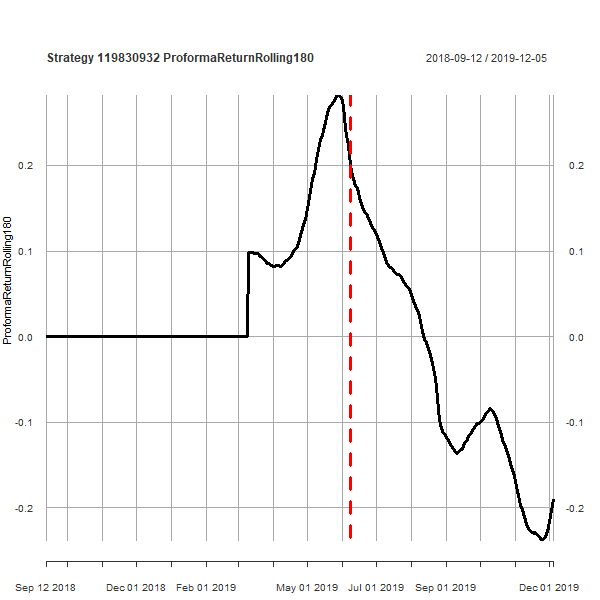 Strategy 119830932 ProformaReturnRolling180
2018-09-12 / 2019-12-05
ProformaReturnRolling180
0.2
0.2
0.1
0.1
0.0
0.0
-0.1
-0.1
-0.2
-0.2
Sep 12 2018
Dec 01 2018
Feb 01 2019
May 01 2019
Jul 01 2019
Sep 01 2019
Dec 01 2019